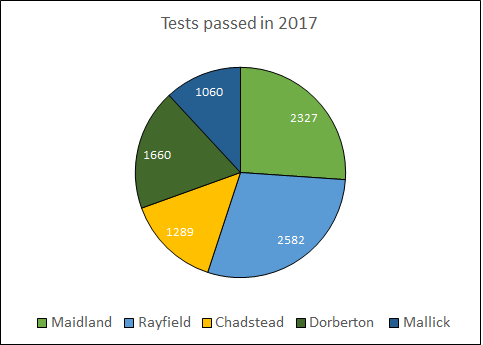 Tests passed in 2017
1060
2327
1660
1289
2582
Maidland Rayfield Chadstead Dorberton Mallick